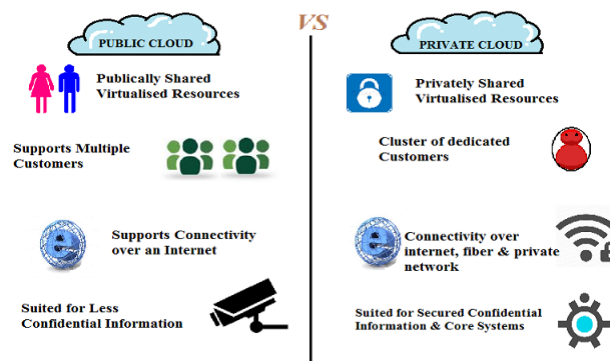 VS
PUBLIC CLOUD
Publically Shared
Virtualised Resources
Supports Multiple
Customers
Supports Connectivity
over an Internet
Suited for Less
Confidential Information
PRIVATE CLOUD
Privately Shared
Virtualised Resources
Cluster of dedicated
Customers
Connectivity over
internet, fiber & private
network
Suited for Secured Confidential
Information & Core Systems